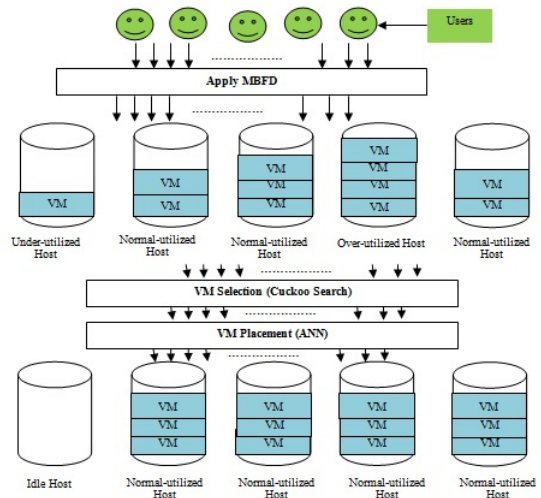 Users
Apply MBFD
VM
VM
VM
VM
VM
VM
VM
VM
VM
VM
VM
VM
Under-utilized
Host
Normal-utilized
Host
Normal-utilized
Host
Over-utilized Host
Normal-utilized
Host
VM Selection (Cuckoo Search)
VM Placement (ANN)
VM
VM
VM
VM
VM
VM
VM
VM
VM
VM
VM
VM
Idle Host
Normal-utilized
Host
Normal-utilized
Host
Normal-utilized
Host
Normal-utilized
Host